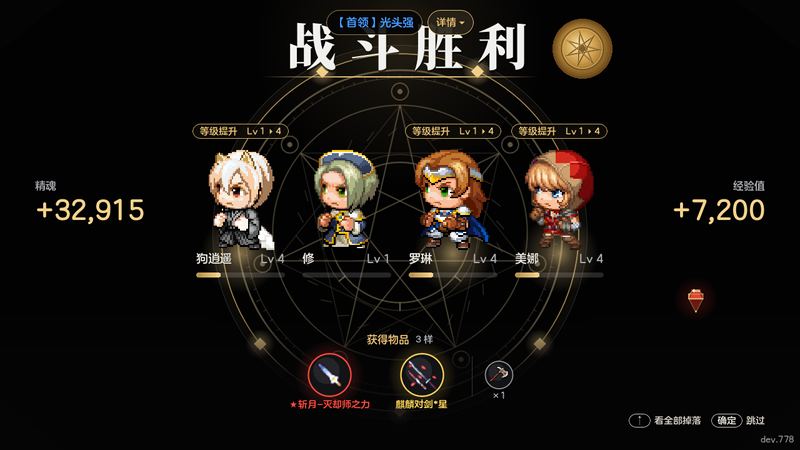 【首领】光头强
详情
战斗胜利
等级提升 Lv 1 ▸ 4
等级提升 Lv 1 ▸ 4
等级提升 Lv 1 ▸ 4
精魂
+32,915
经验值
+7,200
狗逍遥 Lv 4
修 Lv 1
罗琳 Lv 4
美娜 Lv 4
获得物品 3 样
★斩月-灭却师之力
麒麟对剑*星
×1
↑ 看全部掉落
确定 跳过
dev.778